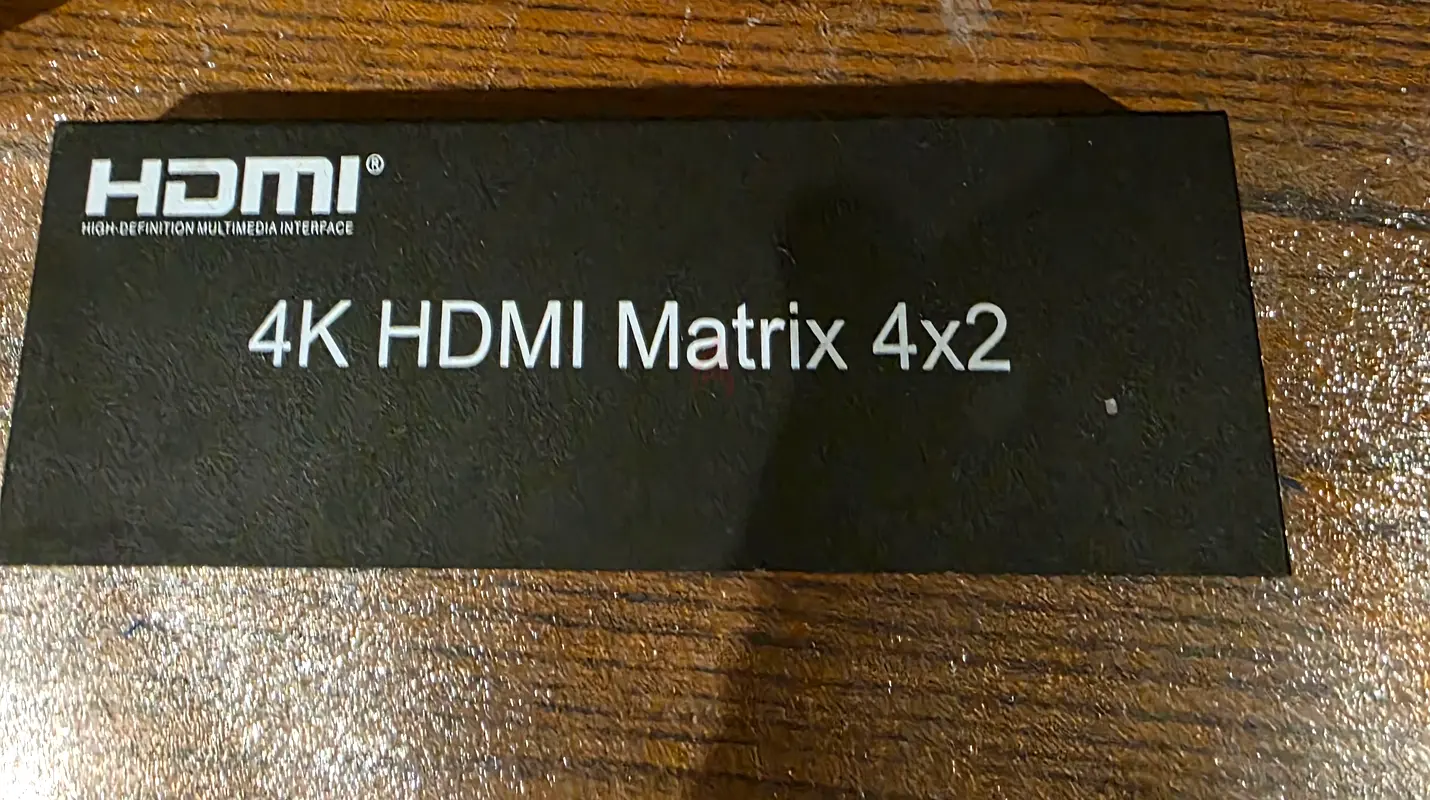 HDMI®
HIGH-DEFINITION MULTIMEDIA INTERFACE
4K HDMI Matrix 4x2